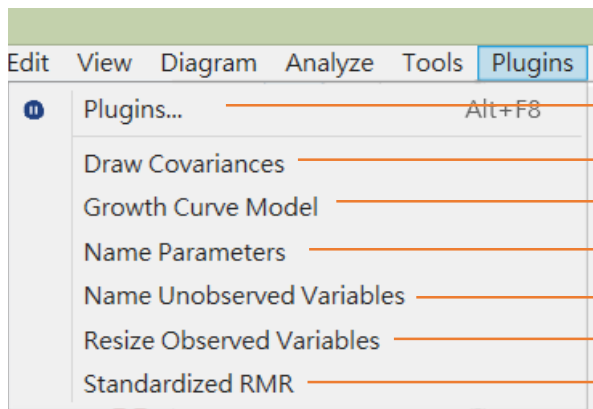 Edit View Diagram Analyze Tools Plugins
Plugins... Alt+F8
Draw Covariances
Growth Curve Model
Name Parameters
Name Unobserved Variables
Resize Observed Variables
Standardized RMR